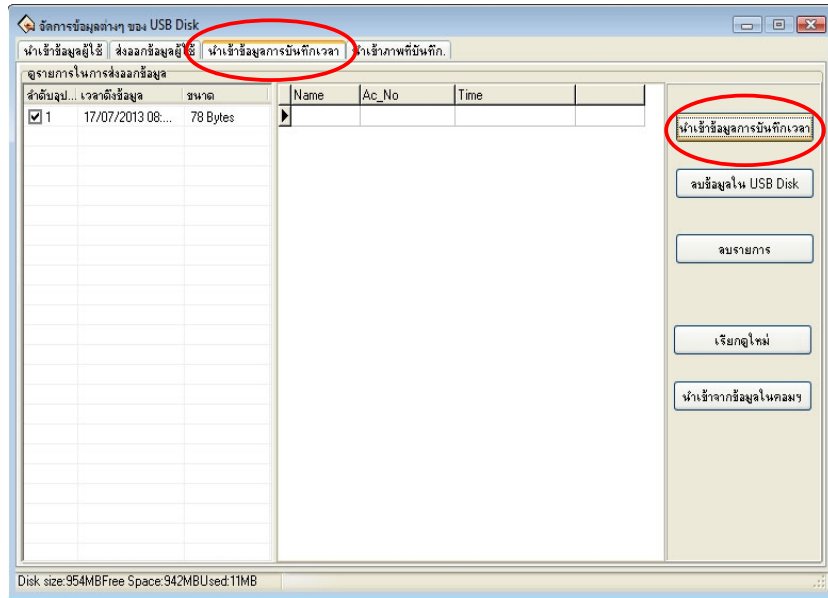 จัดการข้อมูลต่างๆ ของ USB Disk
นำเข้าข้อมูลผู้ใช้ ส่งออกข้อมูลผู้ใช้ นำเข้าข้อมูลการบันทึกเวลา นำเข้าภาพที่บันทึก.
ดูรายการในการส่งออกข้อมูล
ลำดับอุป... เวลาดึงข้อมูล ขนาด Name Ac_No Time
1 17/07/2013 08:... 78 Bytes
นำเข้าข้อมูลการบันทึกเวลา
ลบข้อมูลใน USB Disk
ลบรายการ
เรียกดูใหม่
นำเข้าจากข้อมูลในคอมฯ
Disk size:954MBFree Space:942MBUsed:11MB